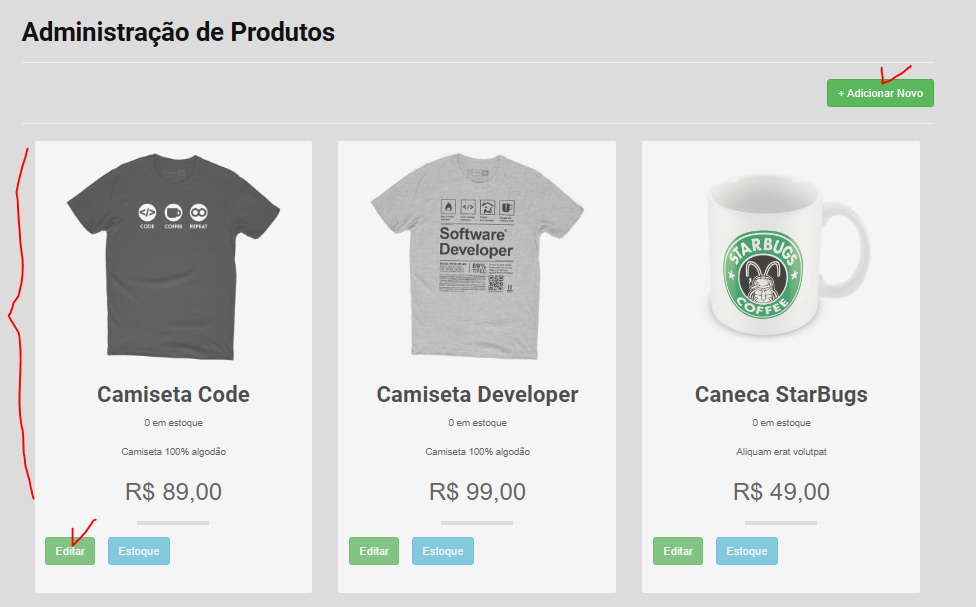 Administração de Produtos
+ Adicionar Novo
CODE COFFEE REPEAT
Software
Developer
89%
STARBUGS
COFFEE
Camiseta Code
Camiseta Developer
Caneca StarBugs
0 em estoque
0 em estoque
0 em estoque
Camiseta 100% algodão
Camiseta 100% algodão
Aliquam erat volutpat
R$ 89,00
R$ 99,00
R$ 49,00
Editar Estoque
Editar Estoque
Editar Estoque